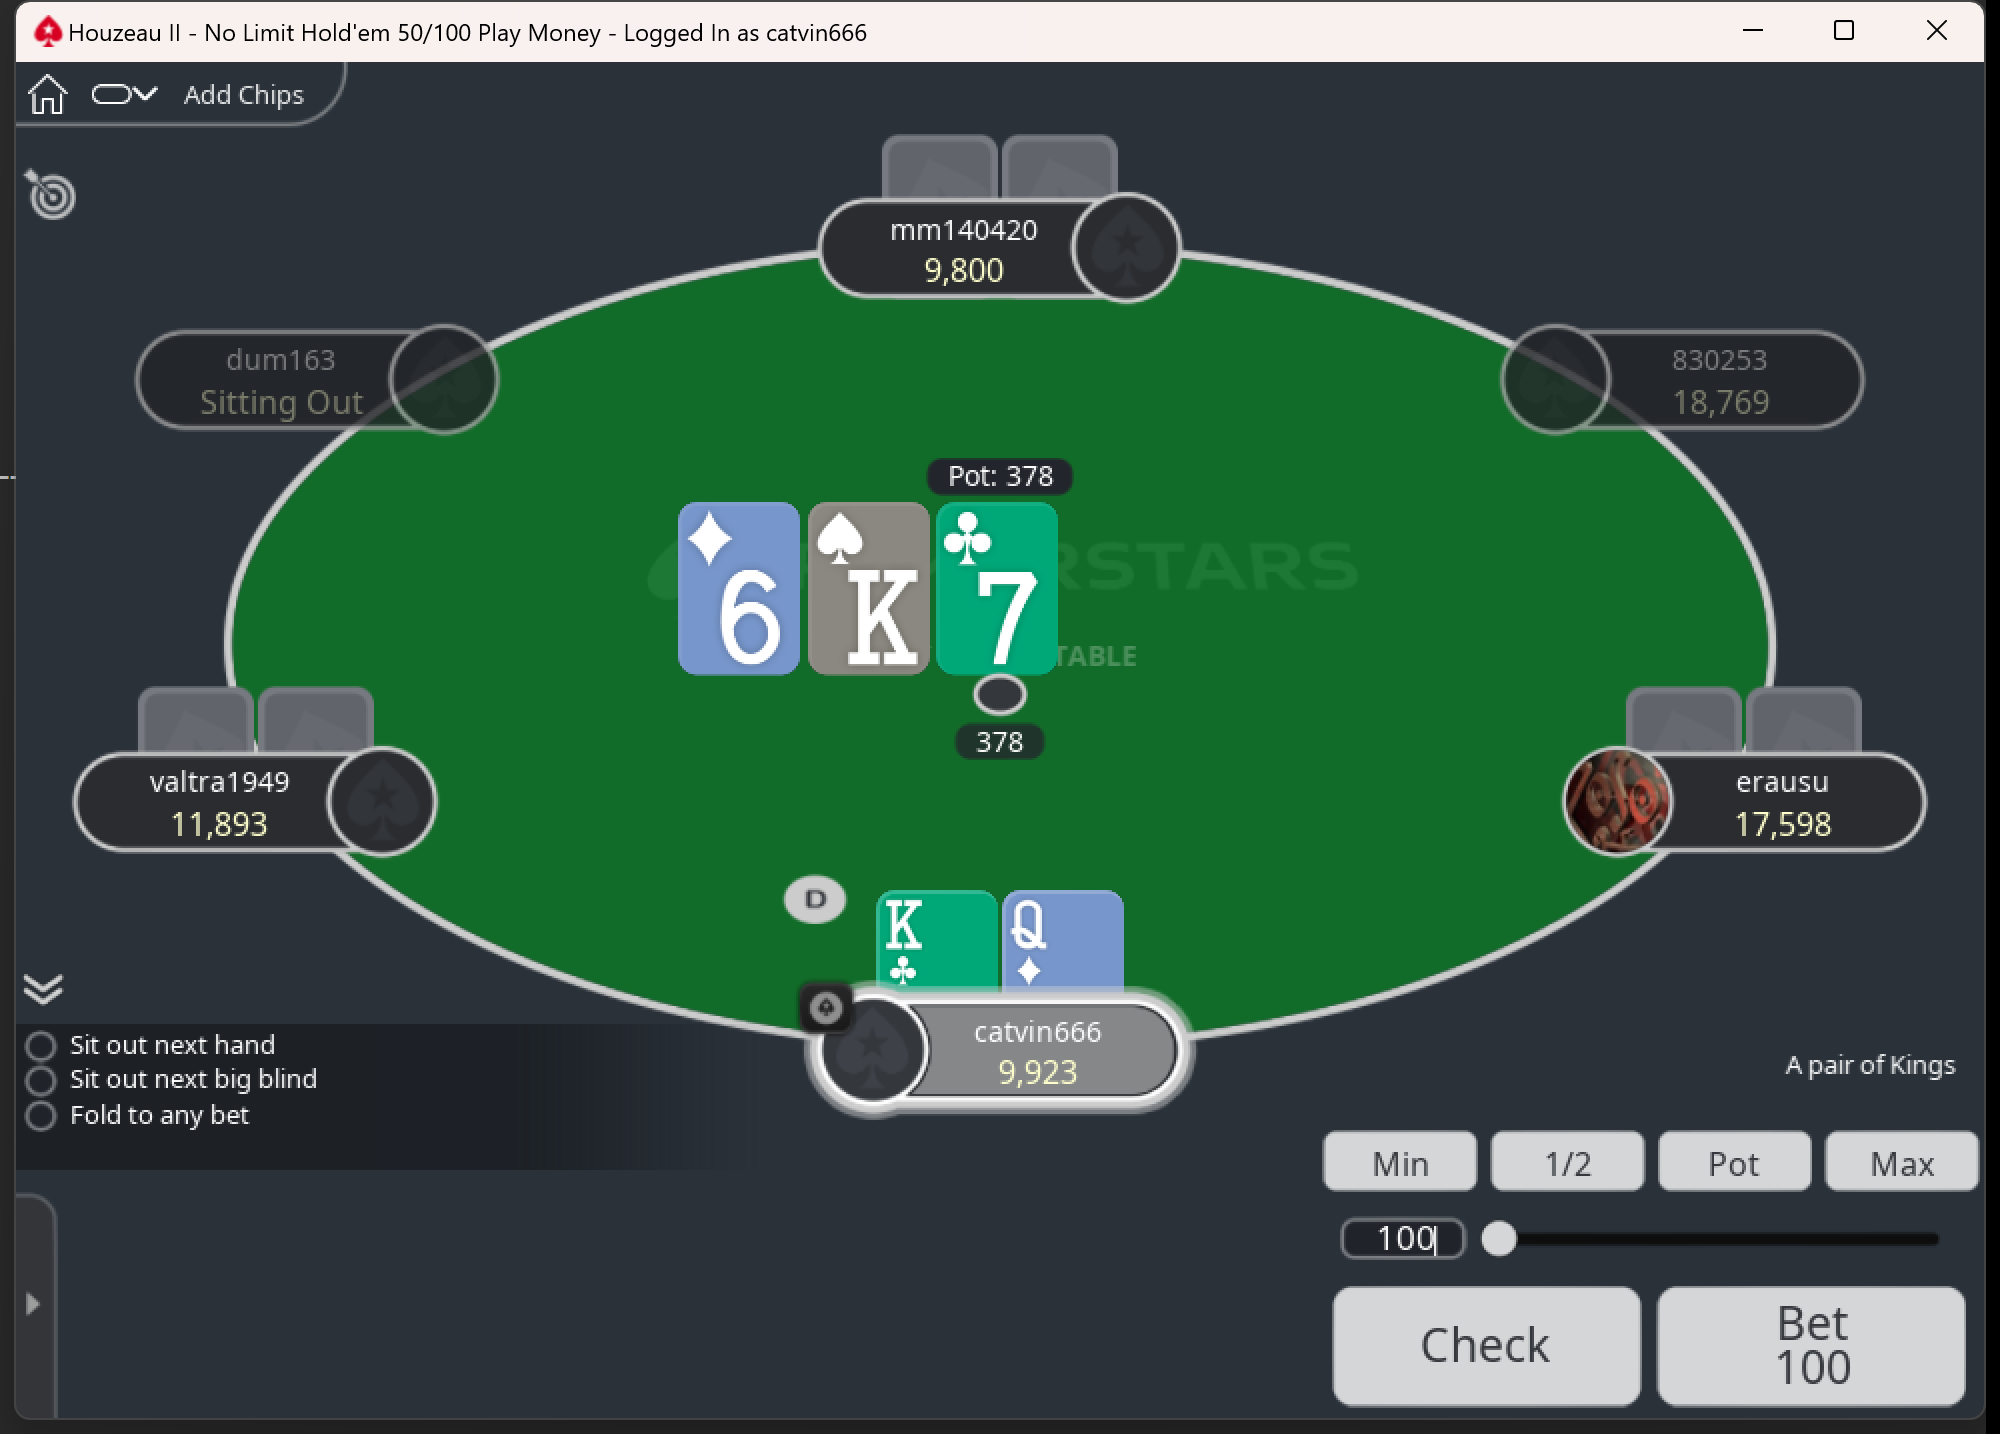 Houzeau II - No Limit Hold'em 50/100 Play Money - Logged In as catvin666
Add Chips
mm140420
9,800
dum163
Sitting Out
830253
18,769
Pot: 378
6
K
7
RSTARS
TABLE
378
valtra1949
11,893
erausu
17,598
D
K
Q
catvin666
9,923
Sit out next hand
Sit out next big blind
Fold to any bet
A pair of Kings
Min
1/2
Pot
Max
100
Check
Bet
100